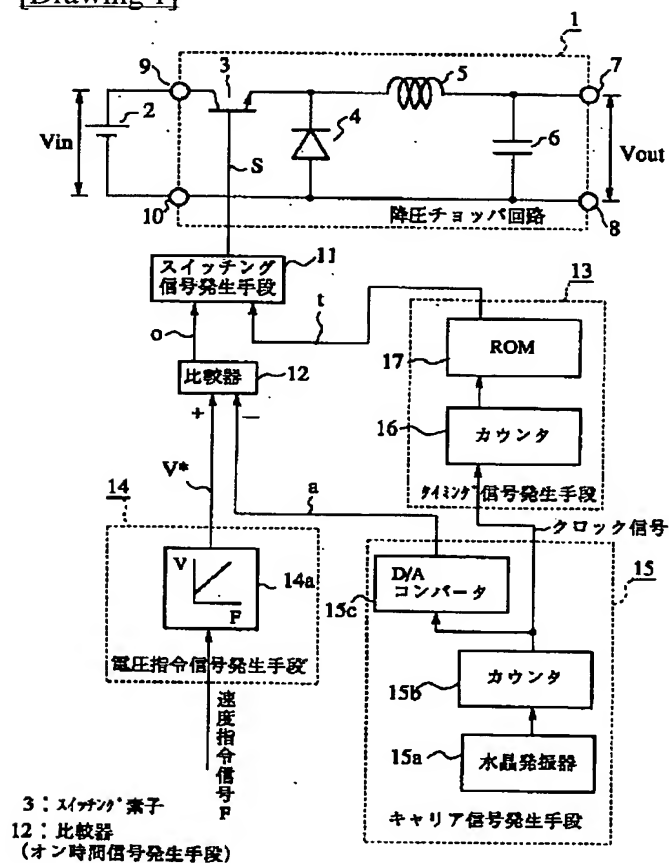 [Drawing 1]
1
9
3
5
7
Vin
2
4
6
Vout
S
10
降圧チョッパ回路
8
スイッチング
信号発生手段
11
t
13
o
ROM
17
比較器
12
+
−
16
カウンタ
V*
a
タイミング信号発生手段
クロック信号
14
V
F
14a
D/A
コンバータ
15
15c
電圧指令信号発生手段
カウンタ
15b
速度指令信号F
15a
水晶発振器
キャリア信号発生手段
3：スイッチング素子
12：比較器
（オン時間信号発生手段）